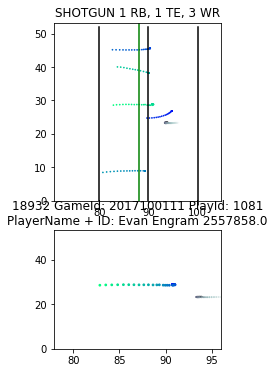 SHOTGUN 1 RB, 1 TE, 3 WR
50
40
30
20
10
0
80 90 100
18932 GameId: 2017100111 PlayId: 1081
PlayerName + ID: Evan Engram 2557858.0
40
20
0
80 85 90 95